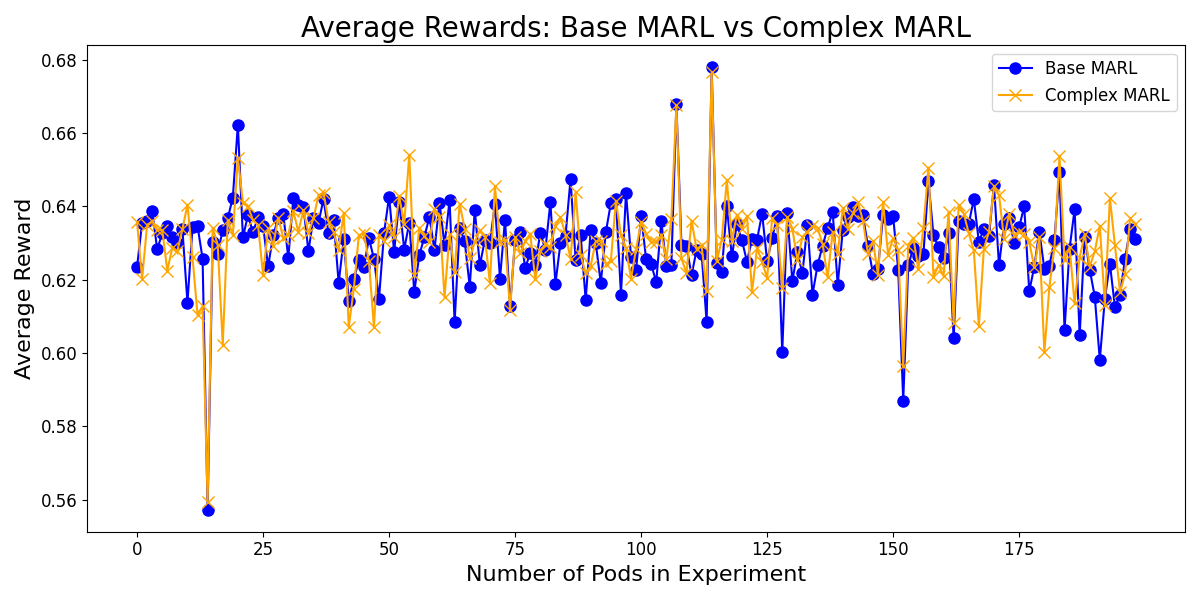 Average Rewards: Base MARL vs Complex MARL
Base MARL
Complex MARL
Average Reward
0.68
0.66
0.64
0.62
0.60
0.58
0.56
0 25 50 75 100 125 150 175
Number of Pods in Experiment